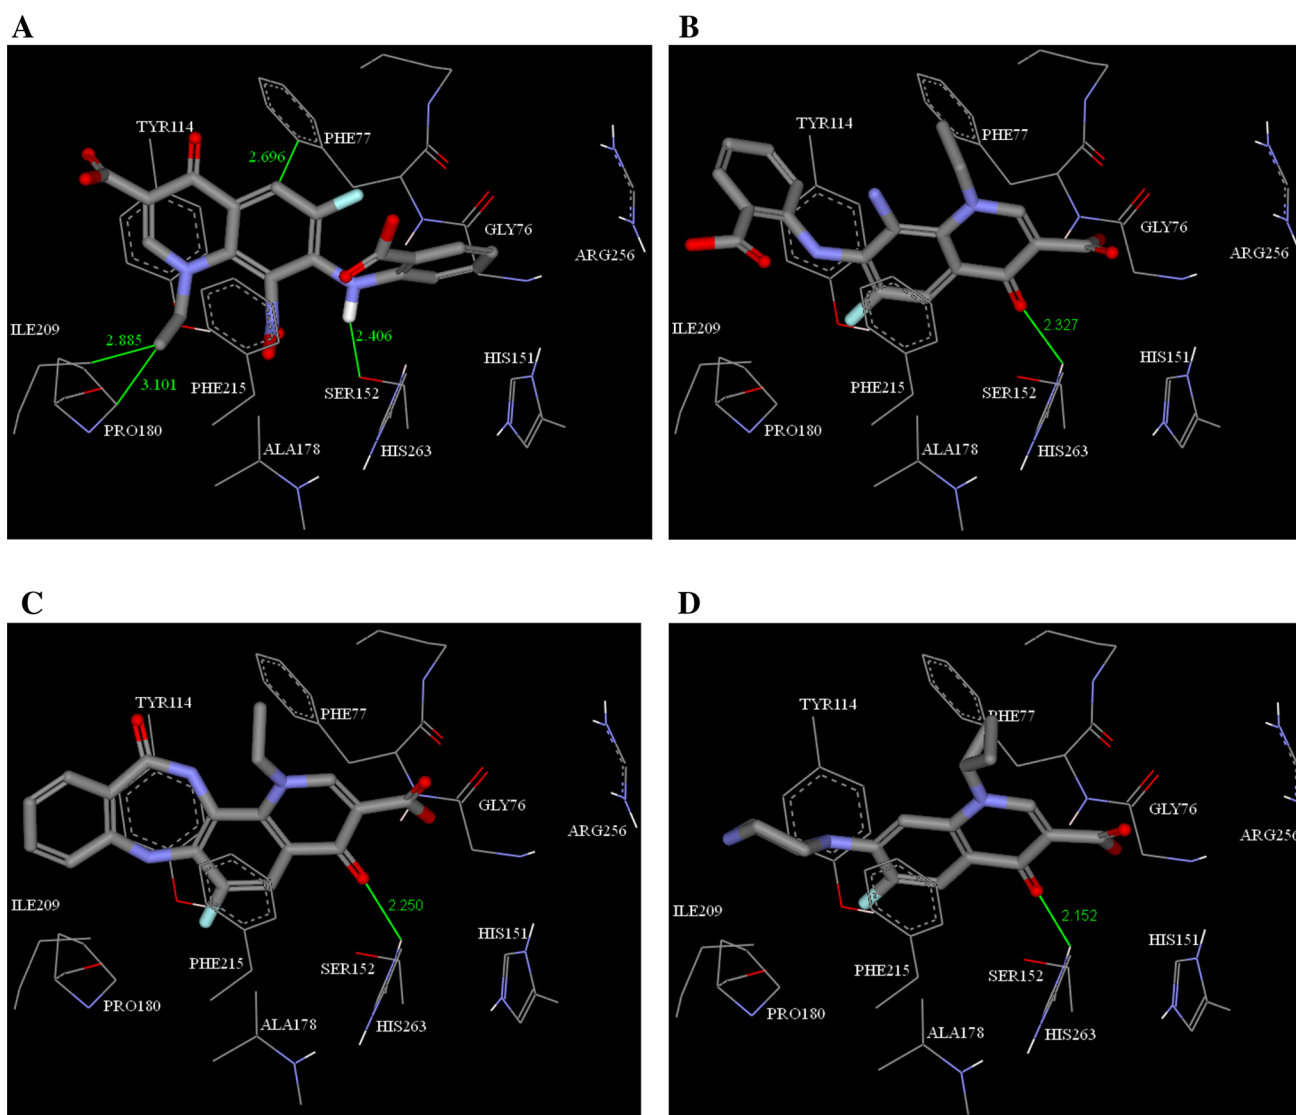 A
B
TYR114
PHE77
2.696
GLY76
ARG256
ILE209
2.885
2.406
HIS151
3.101
PHE215
SER152
PRO180
ALA178
HIS263
TYR114
PHE77
GLY76
ARG256
ILE209
2.327
HIS151
PHE215
SER152
PRO180
ALA178
HIS263
C
D
TYR114
PHE77
GLY76
ARG256
ILE209
2.250
HIS151
PHE215
SER152
PRO180
ALA178
HIS263
TYR114
PHE77
GLY76
ARG256
ILE209
2.152
HIS151
PHE215
SER152
PRO180
ALA178
HIS263